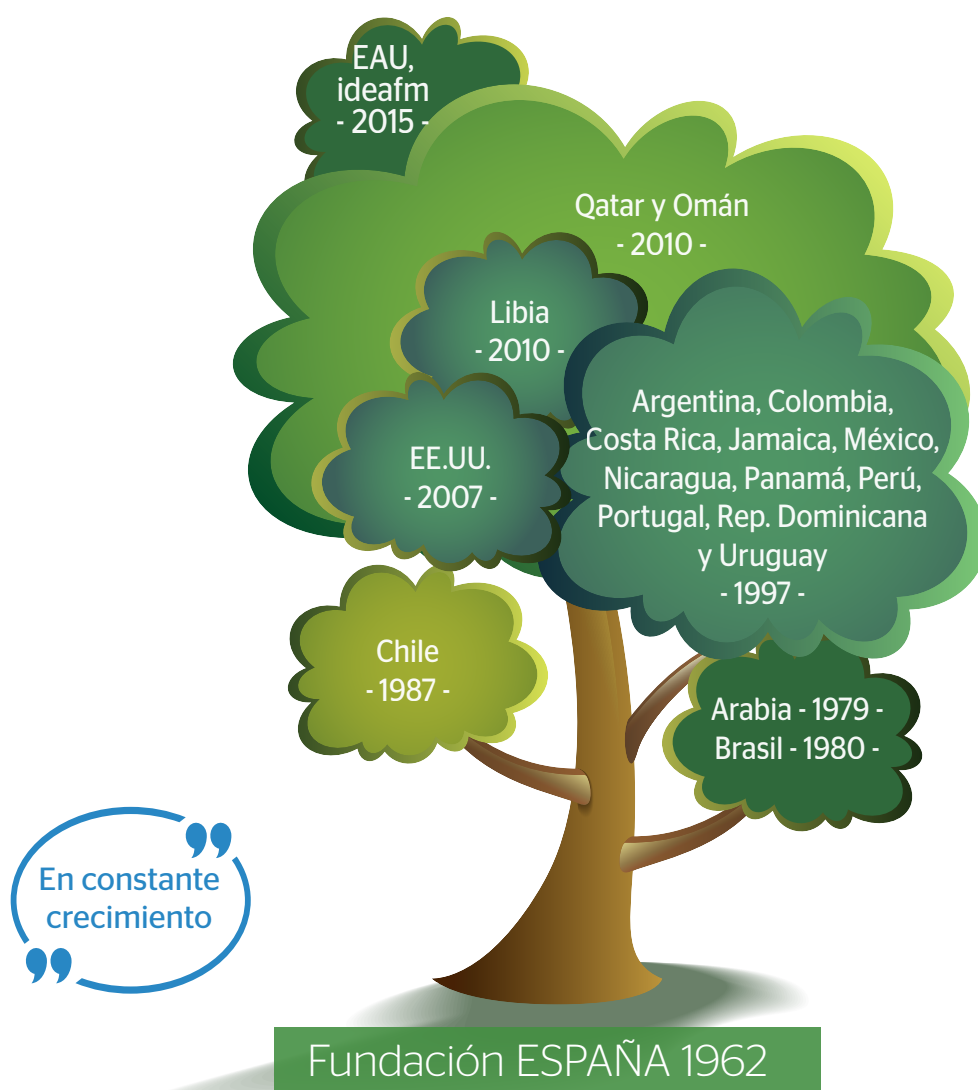 EAU,
ideafm
- 2015 -
Qatar y Omán
- 2010 -
Libia
- 2010 -
EE.UU.
- 2007 -
Argentina, Colombia,
Costa Rica, Jamaica, México,
Nicaragua, Panamá, Perú,
Portugal, Rep. Dominicana
y Uruguay
- 1997 -
Chile
- 1987 -
Arabia - 1979 -
Brasil - 1980 -
En constante
crecimiento
Fundación ESPAÑA 1962